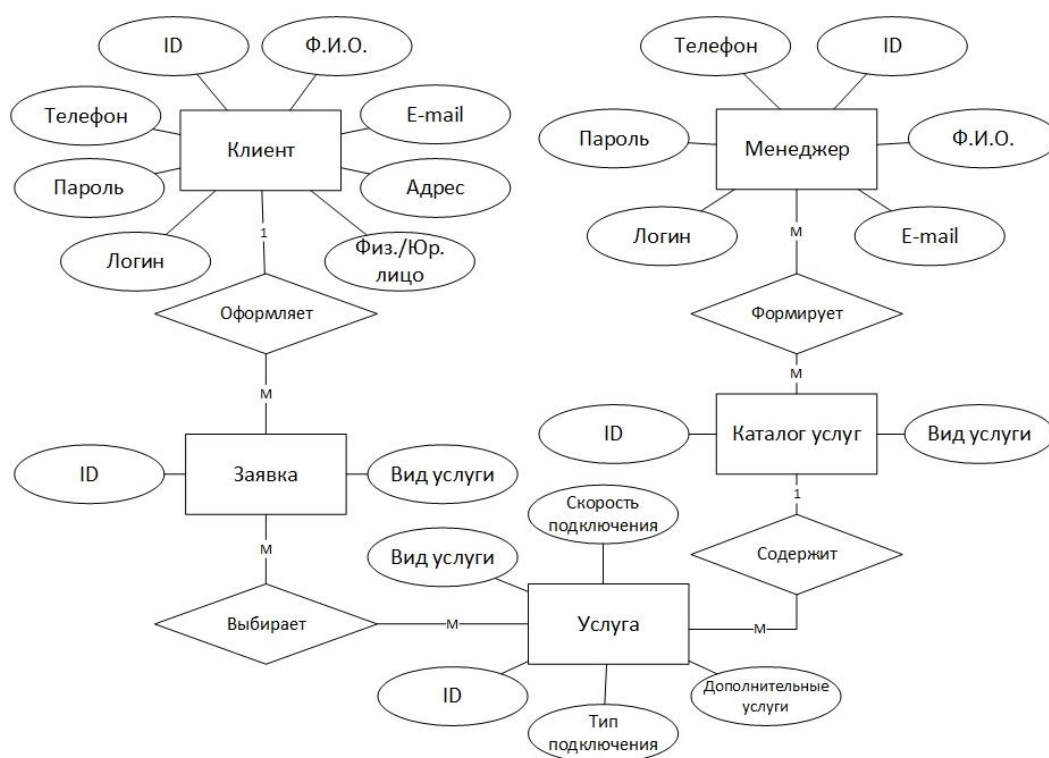 ID
Ф.И.О.
Телефон
ID
Телефон
E-mail
Клиент
Пароль
Менеджер
Ф.И.О.
Пароль
Адрес
Логин
1
Физ./Юр.
лицо
Логин
М
E-mail
Оформляет
Формирует
М
М
ID
Каталог услуг
Вид услуги
ID
Заявка
Вид услуги
1
Скорость
подключения
М
Вид услуги
Содержит
Выбирает
М
Услуга
М
ID
Дополнительные
услуги
Тип
подключения